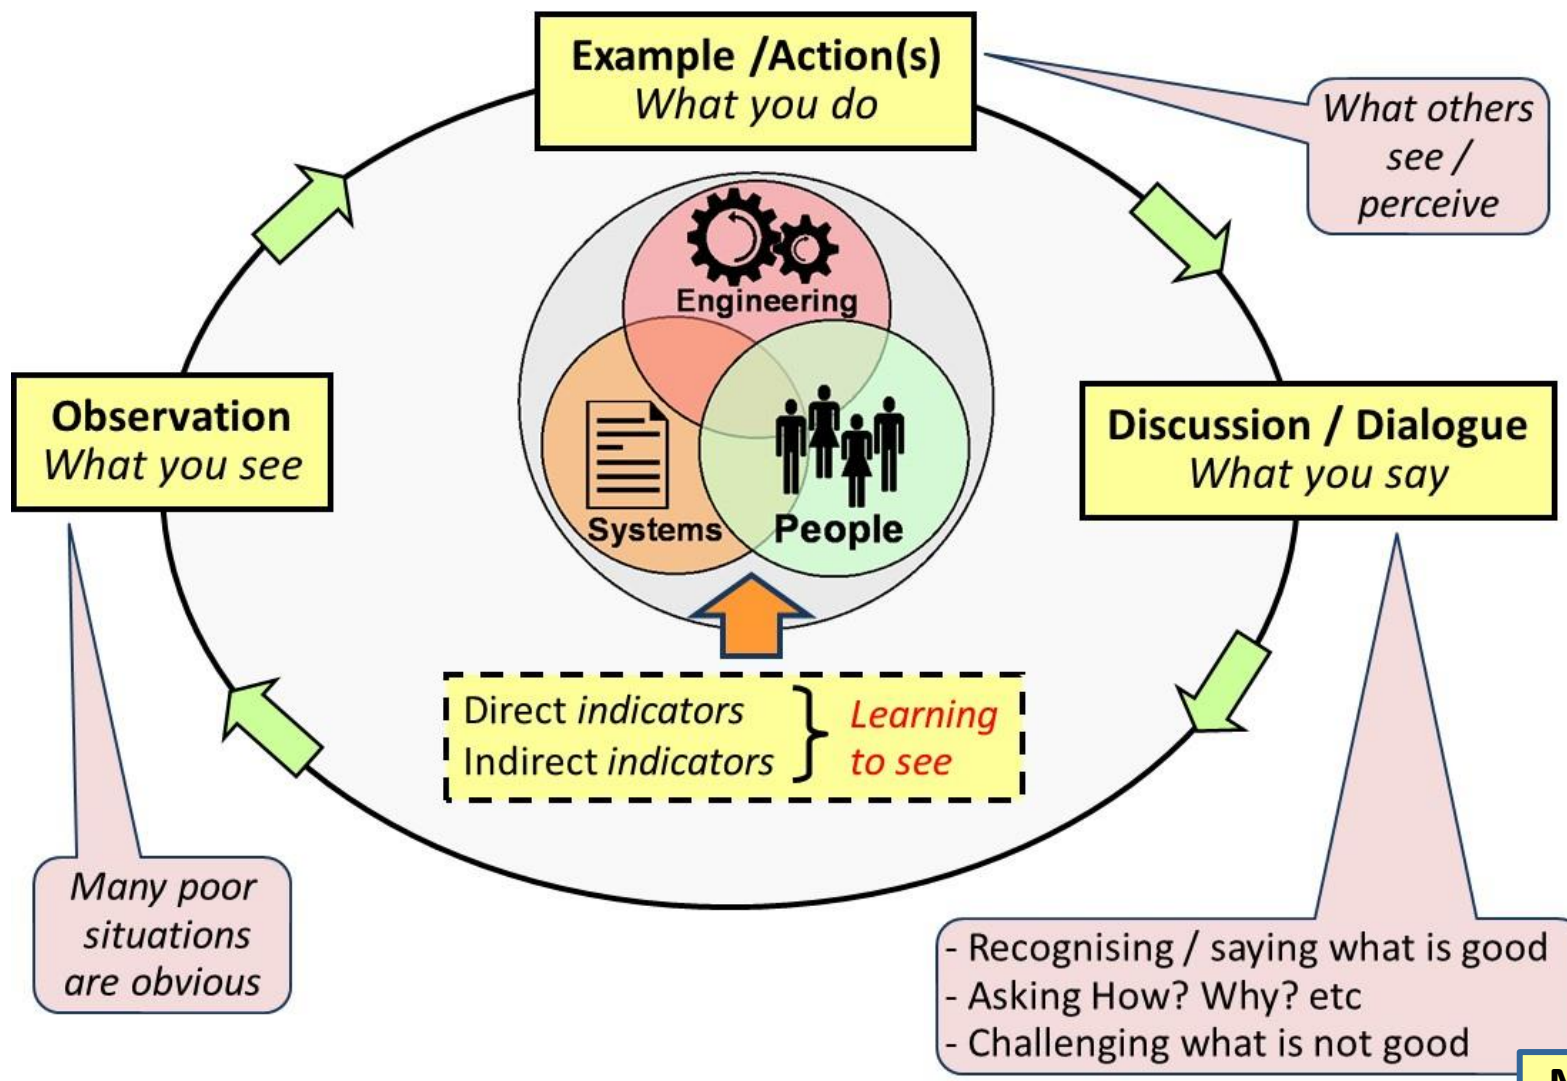 Example /Action(s)
What you do
What others
see /
perceive
Engineering
Observation
What you see
Discussion / Dialogue
What you say
Systems
People
Direct indicators
Indirect indicators
Learning
to see
Many poor
situations
are obvious
- Recognising / saying what is good
- Asking How? Why? etc
- Challenging what is not good